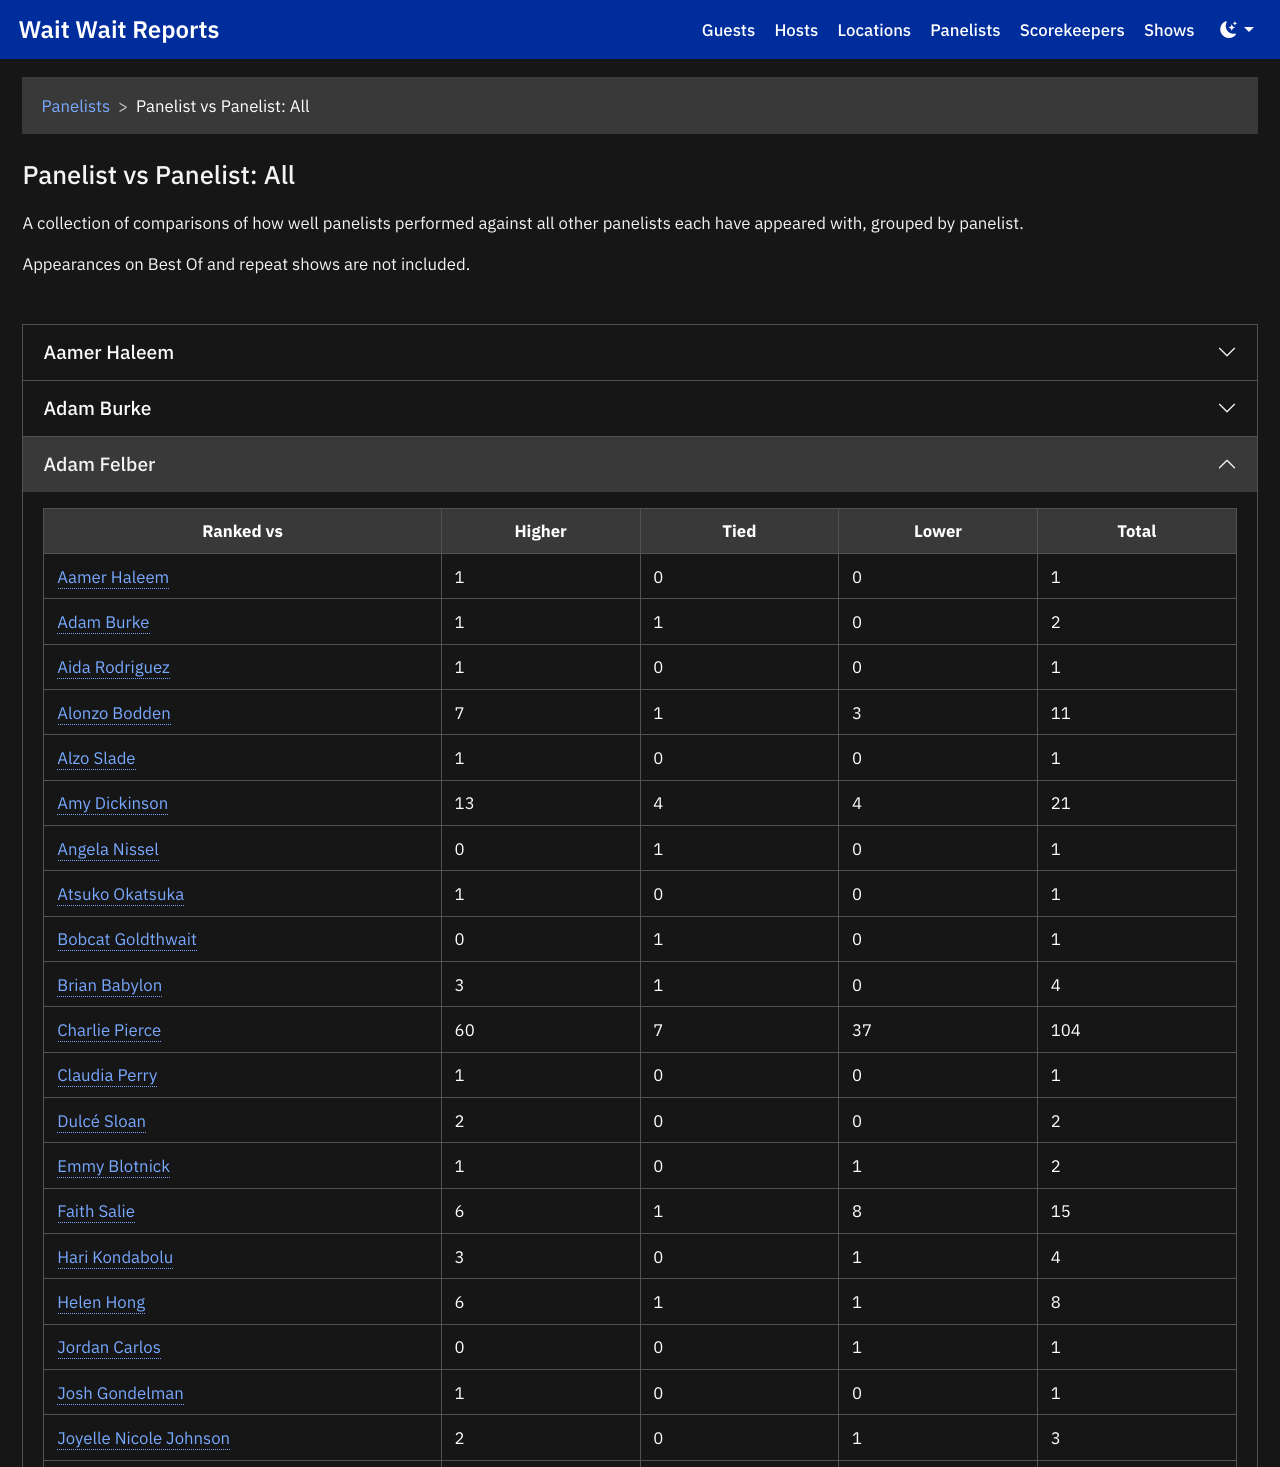 Wait Wait Reports Guests Hosts Locations Panelists Scorekeepers Shows
Panelists > Panelist vs Panelist: All
Panelist vs Panelist: All
A collection of comparisons of how well panelists performed against all other panelists each have appeared with, grouped by panelist.
Appearances on Best Of and repeat shows are not included.
Aamer Haleem
Adam Burke
Adam Felber
Ranked vs Higher Tied Lower Total
Aamer Haleem 1 0 0 1
Adam Burke 1 1 0 2
Aida Rodriguez 1 0 0 1
Alonzo Bodden 7 1 3 11
Alzo Slade 1 0 0 1
Amy Dickinson 13 4 4 21
Angela Nissel 0 1 0 1
Atsuko Okatsuka 1 0 0 1
Bobcat Goldthwait 0 1 0 1
Brian Babylon 3 1 0 4
Charlie Pierce 60 7 37 104
Claudia Perry 1 0 0 1
Dulcé Sloan 2 0 0 2
Emmy Blotnick 1 0 1 2
Faith Salie 6 1 8 15
Hari Kondabolu 3 0 1 4
Helen Hong 6 1 1 8
Jordan Carlos 0 0 1 1
Josh Gondelman 1 0 0 1
Joyelle Nicole Johnson 2 0 1 3